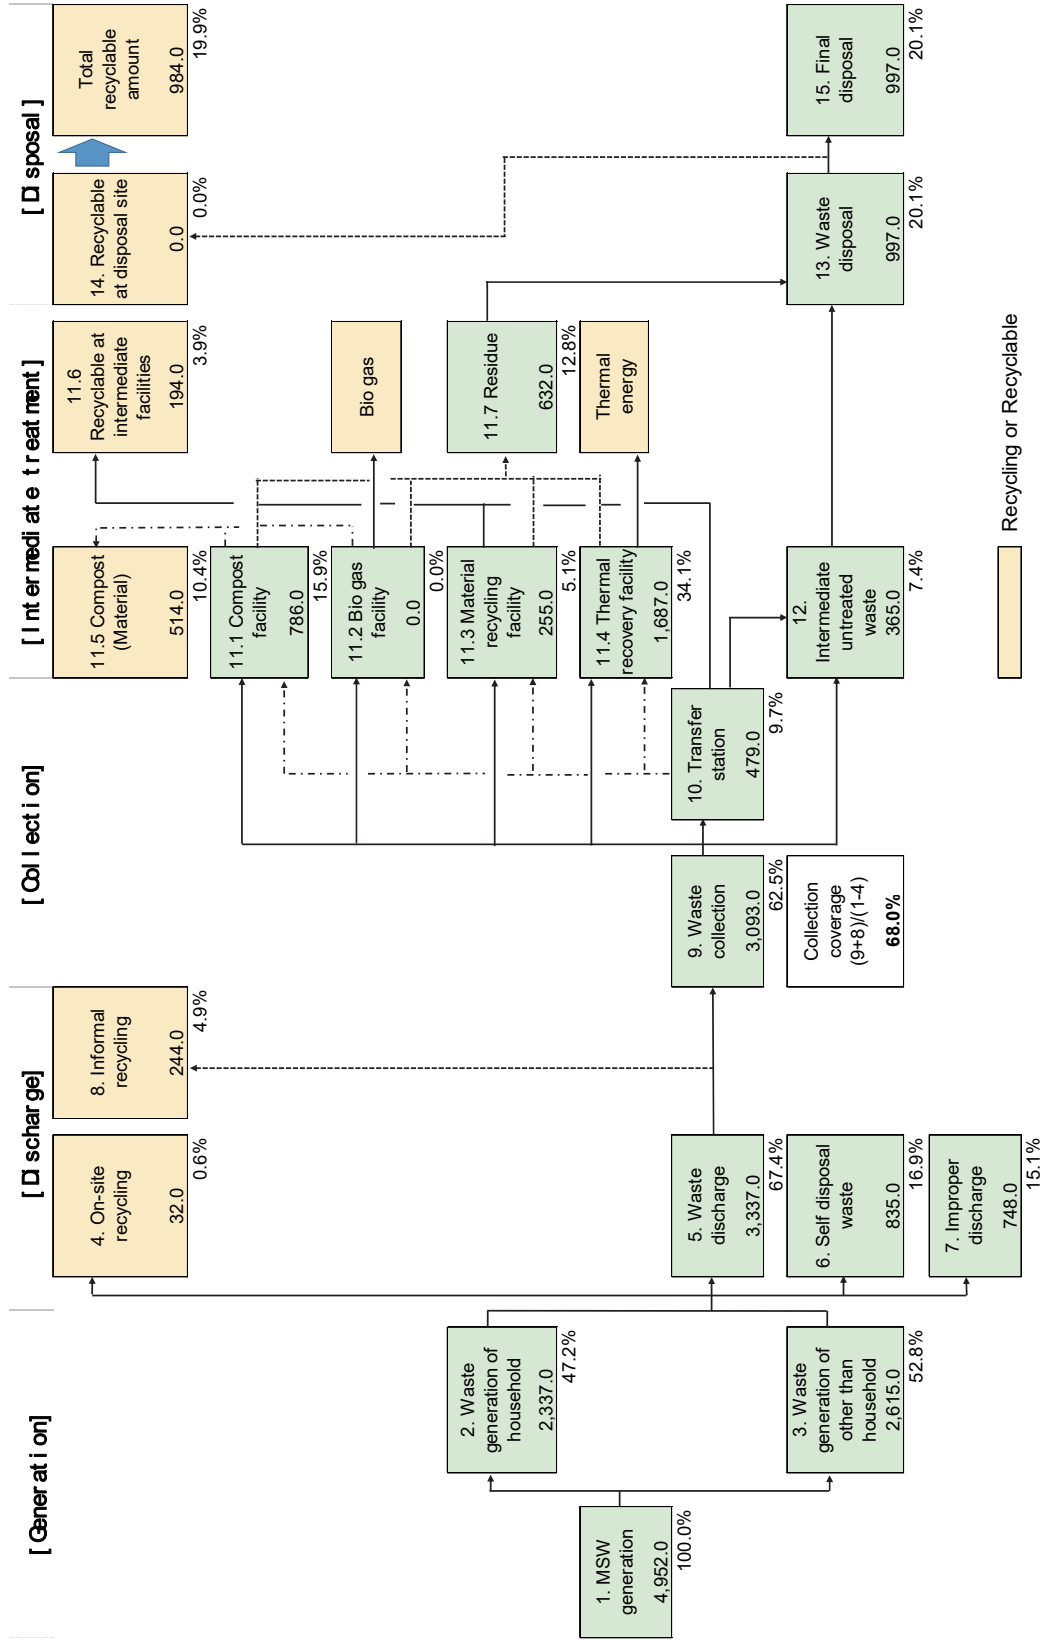 [Generation]
[Discharge]
[Collection]
[Intermediate treatment]
[Disposal]
1. MSW
generation
4,952.0
100.0%
2. Waste
generation of
household
2,337.0
47.2%
3. Waste
generation of
other than
household
2,615.0
52.8%
4. On-site
recycling
32.0
0.6%
8. Informal
recycling
244.0
4.9%
5. Waste
discharge
3,337.0
67.4%
6. Self disposal
waste
835.0
16.9%
7. Improper
discharge
748.0
15.1%
9. Waste
collection
3,093.0
62.5%
Collection
coverage
(9+8)/(1-4)
68.0%
10. Transfer
station
479.0
9.7%
11.5 Compost
(Material)
514.0
10.4%
11.1 Compost
facility
786.0
15.9%
11.2 Bio gas
facility
0.0
0.0%
11.3 Material
recycling
facility
255.0
5.1%
11.4 Thermal
recovery facility
1,687.0
34.1%
12.
Intermediate
untreated
waste
365.0
7.4%
11.6
Recyclable at
intermediate
facilities
194.0
3.9%
Bio gas
11.7 Residue
632.0
12.8%
Thermal
energy
14. Recyclable
at disposal site
0.0
0.0%
Total
recyclable
amount
984.0
19.9%
13. Waste
disposal
997.0
20.1%
15. Final
disposal
997.0
20.1%
Recycling or Recyclable